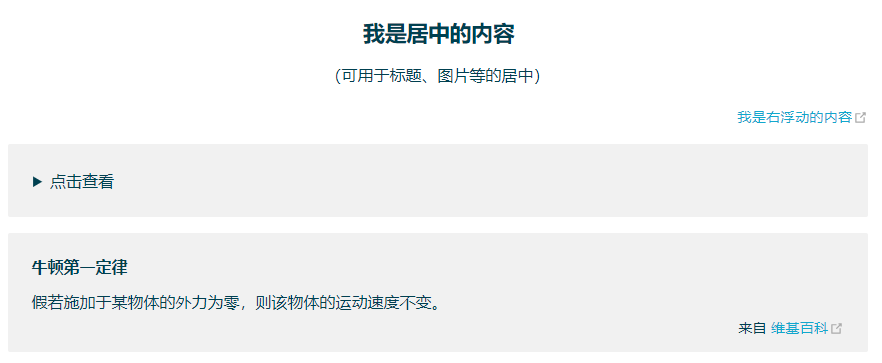 我是居中的内容
（可用于标题、图片等的居中）
我是右浮动的内容
点击查看
牛顿第一定律
假若施加于某物体的外力为零，则该物体的运动速度不变。
来自 维基百科